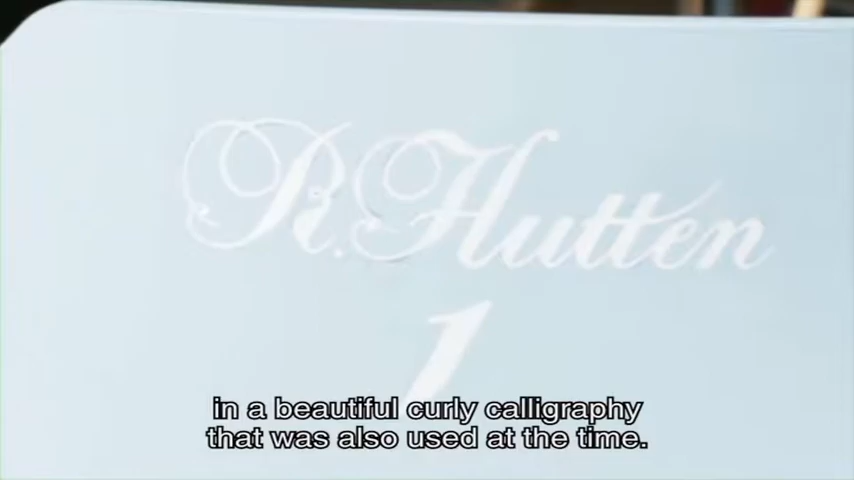 R. Hutten
1
in a beautiful curly calligraphy
that was also used at the time.